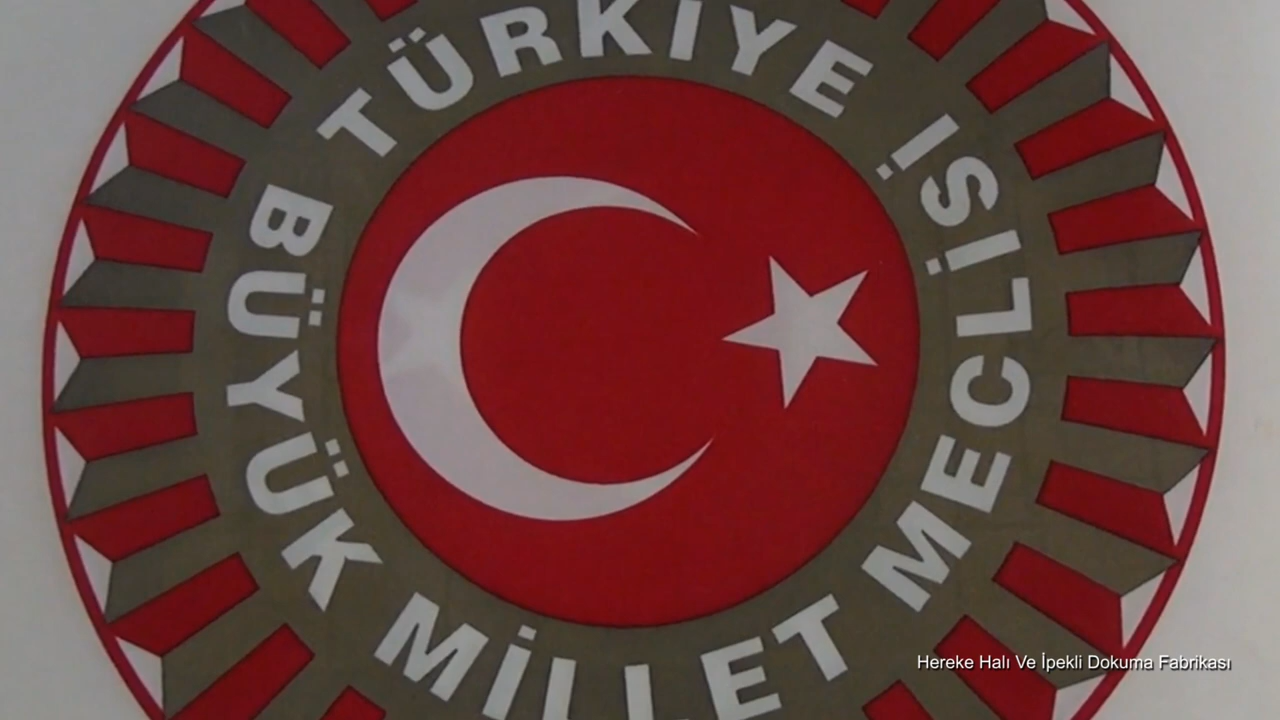 TÜRKİYE
BÜYÜK MİLLET MECLİSİ
Hereke Halı Ve İpekli Dokuma Fabrikası